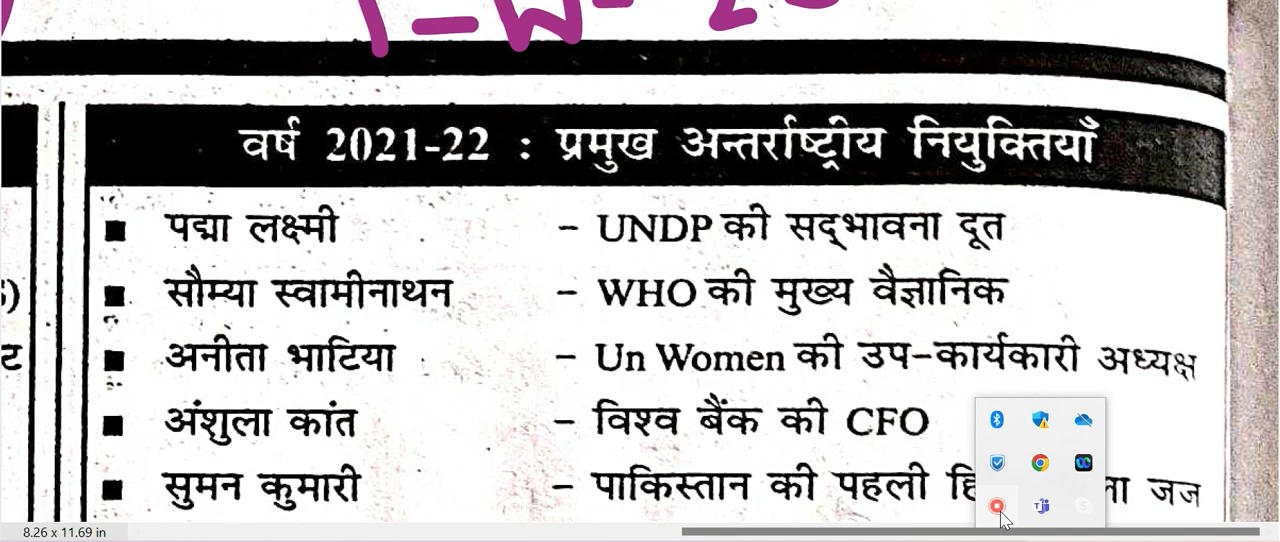 वर्ष 2021-22 : प्रमुख अन्तर्राष्ट्रीय नियुक्तियाँ
■ पद्मा लक्ष्मी – UNDP की सद्भावना दूत
■ सौम्या स्वामीनाथन – WHO की मुख्य वैज्ञानिक
■ अनीता भाटिया – Un Women की उप-कार्यकारी अध्यक्ष
■ अंशुला कांत – विश्व बैंक की CFO
■ सुमन कुमारी – पाकिस्तान की पहली जज
8.26 x 11.69 in